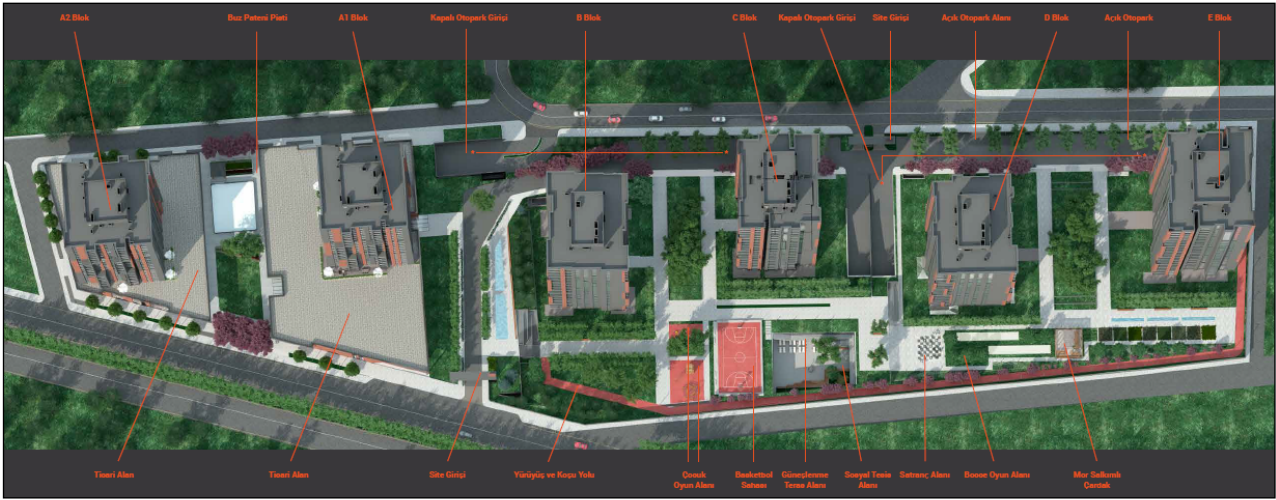 A2 Blok
Buz Pateni Pisti
A1 Blok
Kapalı Otopark Girişi
B Blok
C Blok
Kapalı Otopark Girişi
Site Girişi
Açık Otopark Alanı
D Blok
Açık Otopark
E Blok
Ticari Alan
Ticari Alan
Site Girişi
Yürüyüş ve Koşu Yolu
Çocuk
Oyun Alanı
Basketbol
Sahası
Güneşlenme
Teras Alanı
Sosyal Tesis
Alanı
Satranç Alanı
Bocce Oyun Alanı
Mor Salkımlı
Çardak